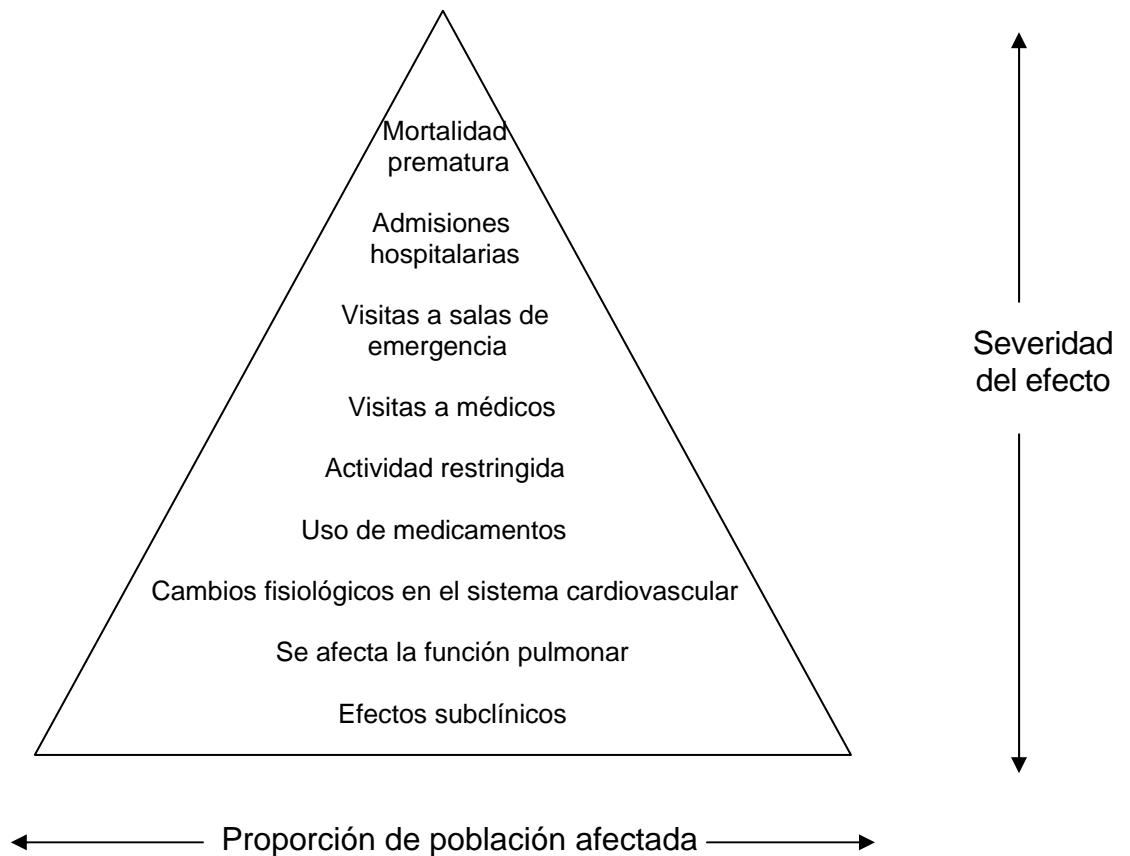 Mortalidad
prematura
Admisiones
hospitalarias
Visitas a salas de
emergencia
Visitas a médicos
Actividad restringida
Uso de medicamentos
Cambios fisiológicos en el sistema cardiovascular
Se afecta la función pulmonar
Efectos subclínicos
Severidad
del efecto
Proporción de población afectada